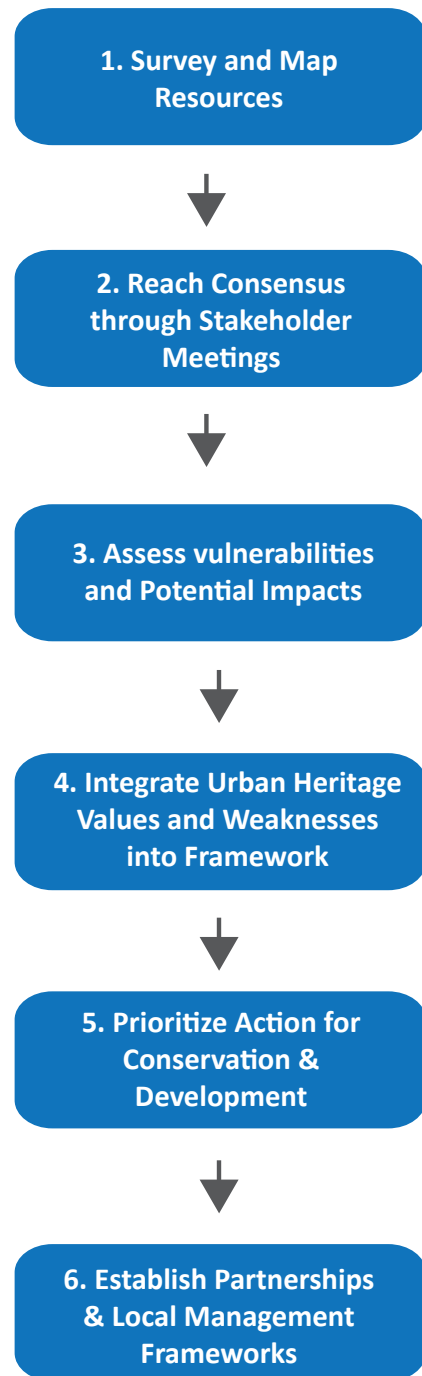 1. Survey and Map
Resources
2. Reach Consensus
through Stakeholder
Meetings
3. Assess vulnerabilities
and Potential Impacts
4. Integrate Urban Heritage
Values and Weaknesses
into Framework
5. Prioritize Action for
Conservation &
Development
6. Establish Partnerships
& Local Management
Frameworks